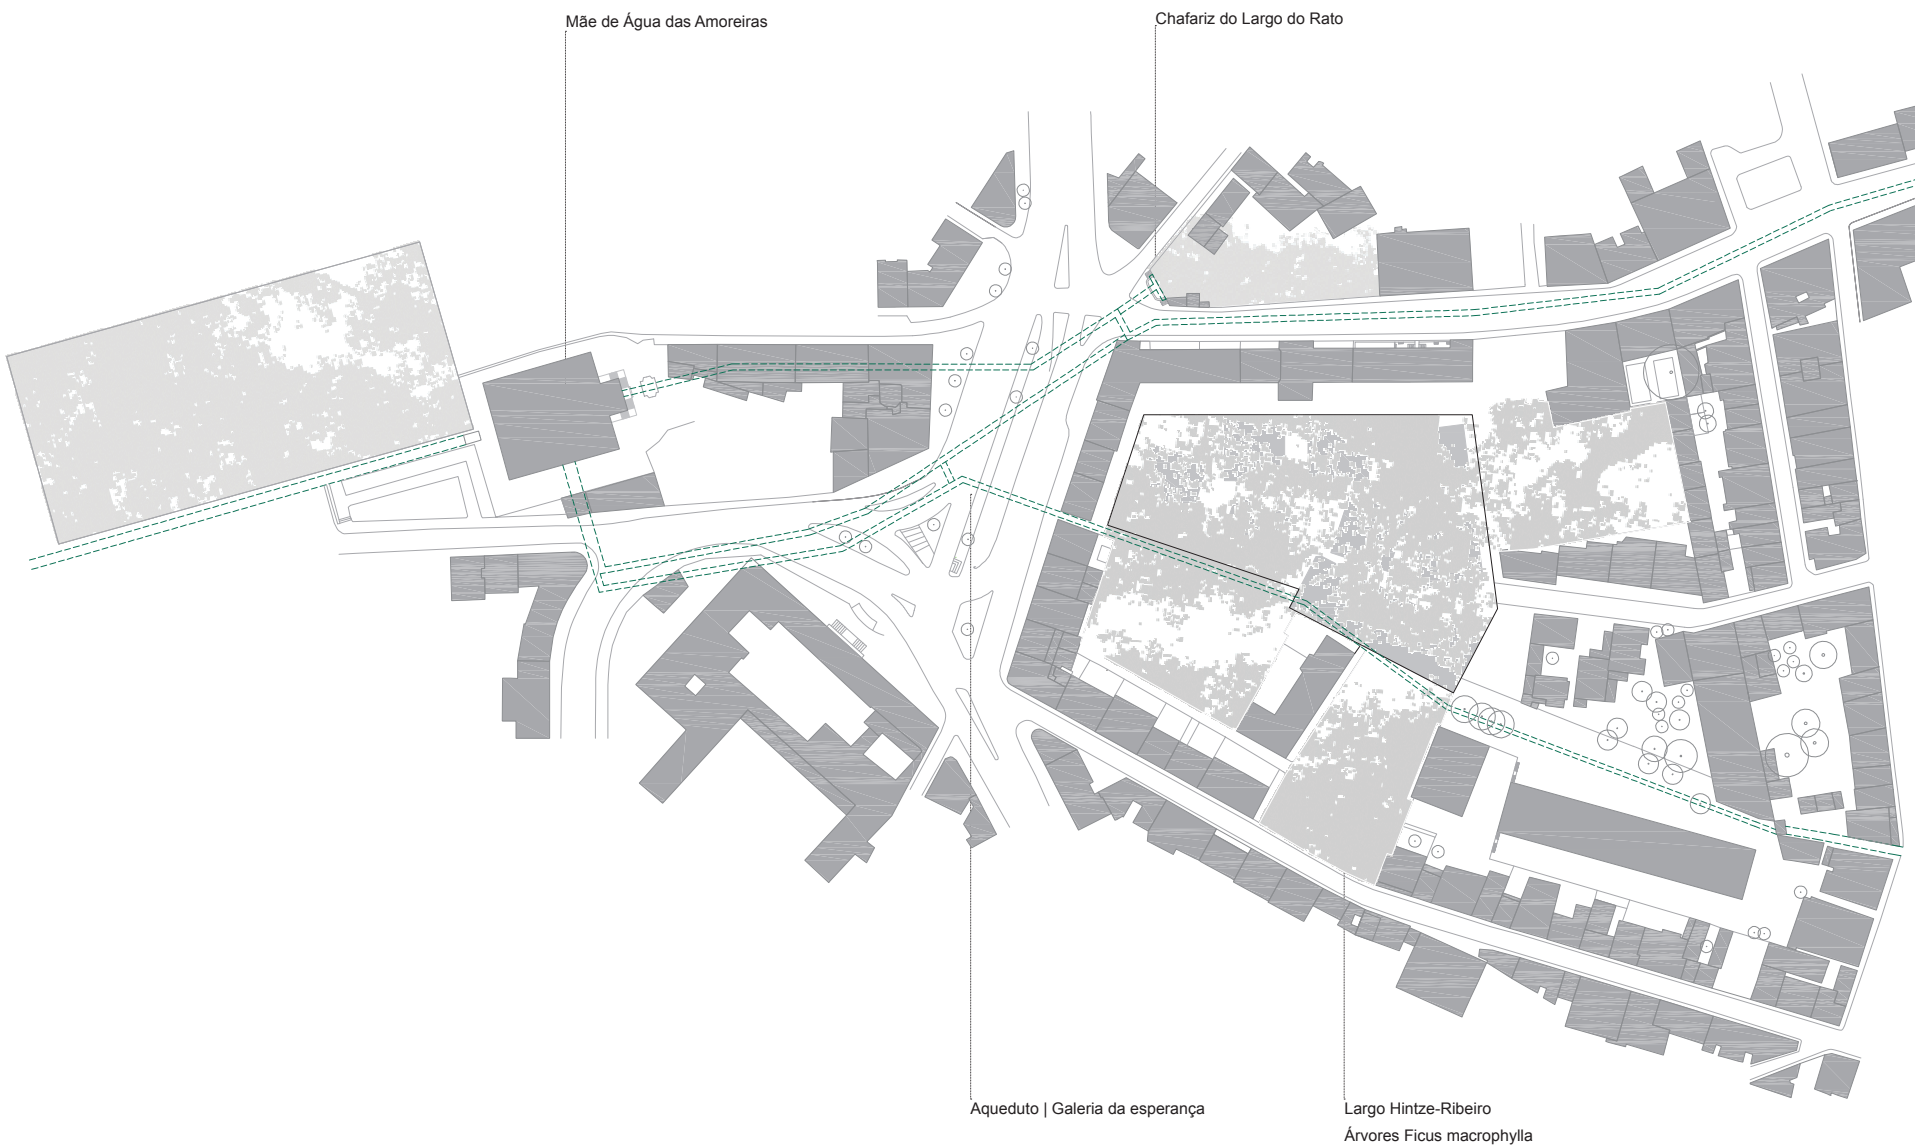 Mãe de Água das Amoreiras
Chafariz do Largo do Rato
Aqueduto | Galeria da esperança
Largo Hintze-Ribeiro
Árvores Ficus macrophylla